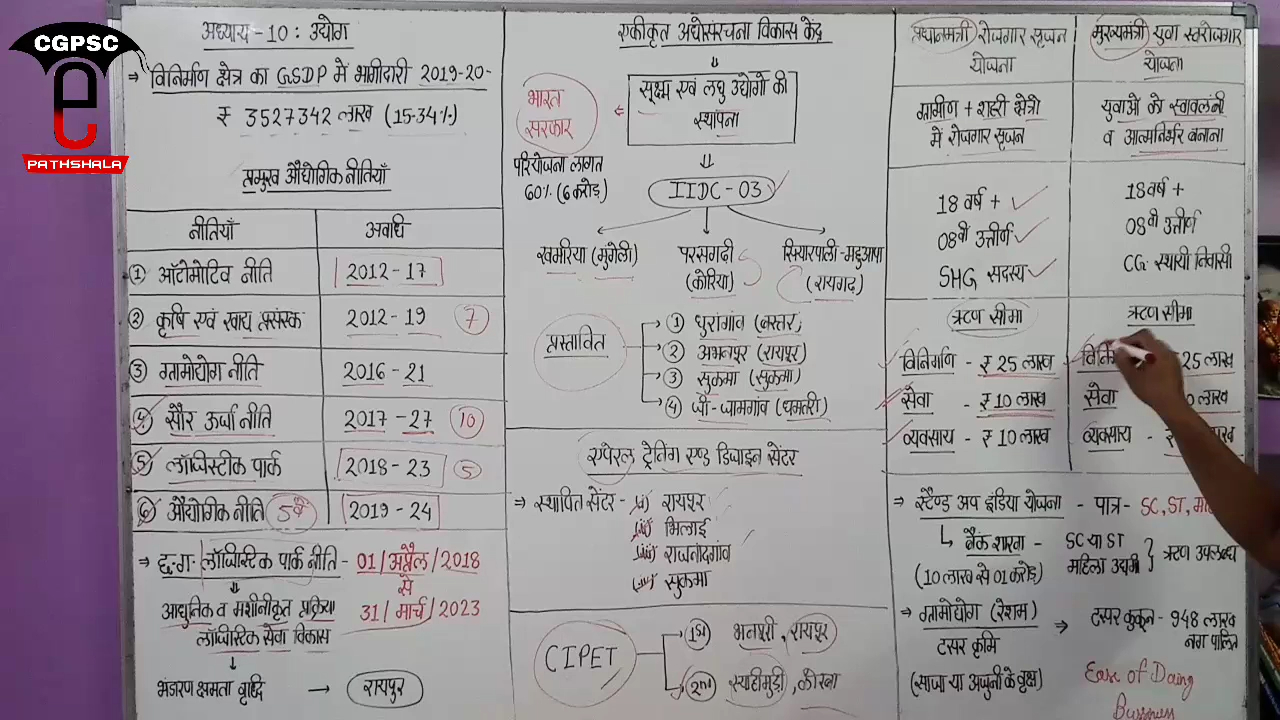 CGPSC
PATHSHALA
अध्याय - 10 : उद्योग
⇒ विनिर्माण क्षेत्र का GSDP में भागीदारी 2019-20-
₹ 3527342 लाख (15.34%)
प्रमुख औद्योगिक नीतियाँ
नीतियाँ अवधि
① ऑटोमोटिव नीति 2012 - 17
② कृषि एवं खाद्य प्रसंस्क 2012 - 19 7
③ ग्रामोद्योग नीति 2016 - 21
④ सौर ऊर्जा नीति 2017 - 27 10
⑤ लॉजिस्टीक पार्क 2018 - 23 5
⑥ औद्योगिक नीति 5वीं 2019 - 24
⇒ छ.ग. लॉजिस्टिक पार्क नीति - 01/अप्रैल/2018
से
आधुनिक व मशीनीकृत प्रक्रिया 31/मार्च/2023
लॉजिस्टिक सेवा विकास
भंडारण क्षमता वृद्धि → रायपुर
एकीकृत अधोसंरचना विकास केंद्र
सूक्ष्म एवं लघु उद्योगो की
स्थापना
भारत
सरकार
परियोजना लागत
60% (6 करोड़)
IIDC - 03
खमरिया (मुंगेली) परसगढ़ी सियारपाली-महुआपा
(कोरिया) (रायगढ़)
प्रस्तावित
① धुरागांव (बस्तर)
② अभनपुर (रायपुर)
③ सुकमा (सुकमा)
④ जी-जामगांव (धमतरी)
एपेरल ट्रेनिंग एण्ड डिजाइन सेंटर
⇒ स्थापित सेंटर - (i) रायपुर
(ii) भिलाई
(iii) राजनांदगांव
(iv) सुकमा
CIPET
1st भनपुरी, रायपुर
2nd स्याहीमुड़ी, कोरबा
प्रधानमंत्री रोजगार सृजन
योजना
ग्रामीण + शहरी क्षेत्रो
में रोजगार सृजन
18 वर्ष +
08वी उत्तीर्ण
SHG सदस्य
ऋण सीमा
विनिर्माण - ₹ 25 लाख
सेवा - ₹ 10 लाख
व्यवसाय - ₹ 10 लाख
मुख्यमंत्री युवा स्वरोजगार
योजना
युवाओ को स्वावलंबी
व आत्मनिर्भर बनाना
18 वर्ष +
08वी उत्तीर्ण
CG- स्थायी निवासी
ऋण सीमा
25 लाख
सेवा लाख
व्यवसाय - लाख
⇒ स्टैण्ड अप इंडिया योजना - पात्र - SC, ST,
↳ बैंक शाखा - SC या ST
(10 लाख से 01 करोड़) महिला उद्यमी } ऋण उपलब्ध
⇒ ग्रामोद्योग (रेशम) ⇒ टसर कुकुन - 948 लाख
टसर कृमि नग पालित
(साजा या अर्जुनी के वृक्ष)
Ease of Doing
Bussiness